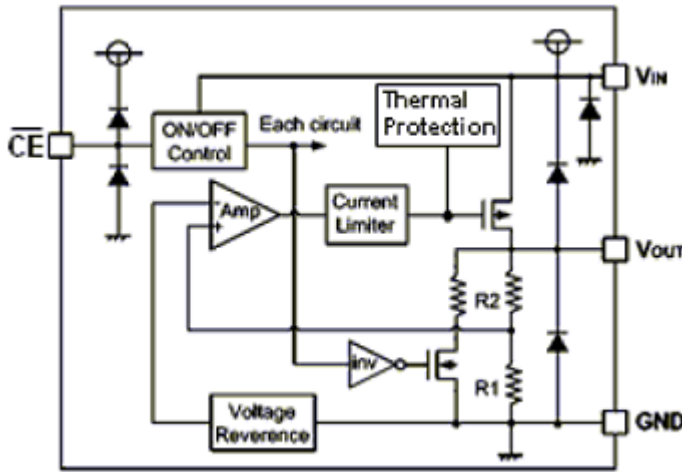 VIN
Thermal
Protection
CE
ON/OFF
Control
Each circuit
Amp
-
+
Current
Limiter
VOUT
R2
inv
R1
Voltage
Reverence
GND